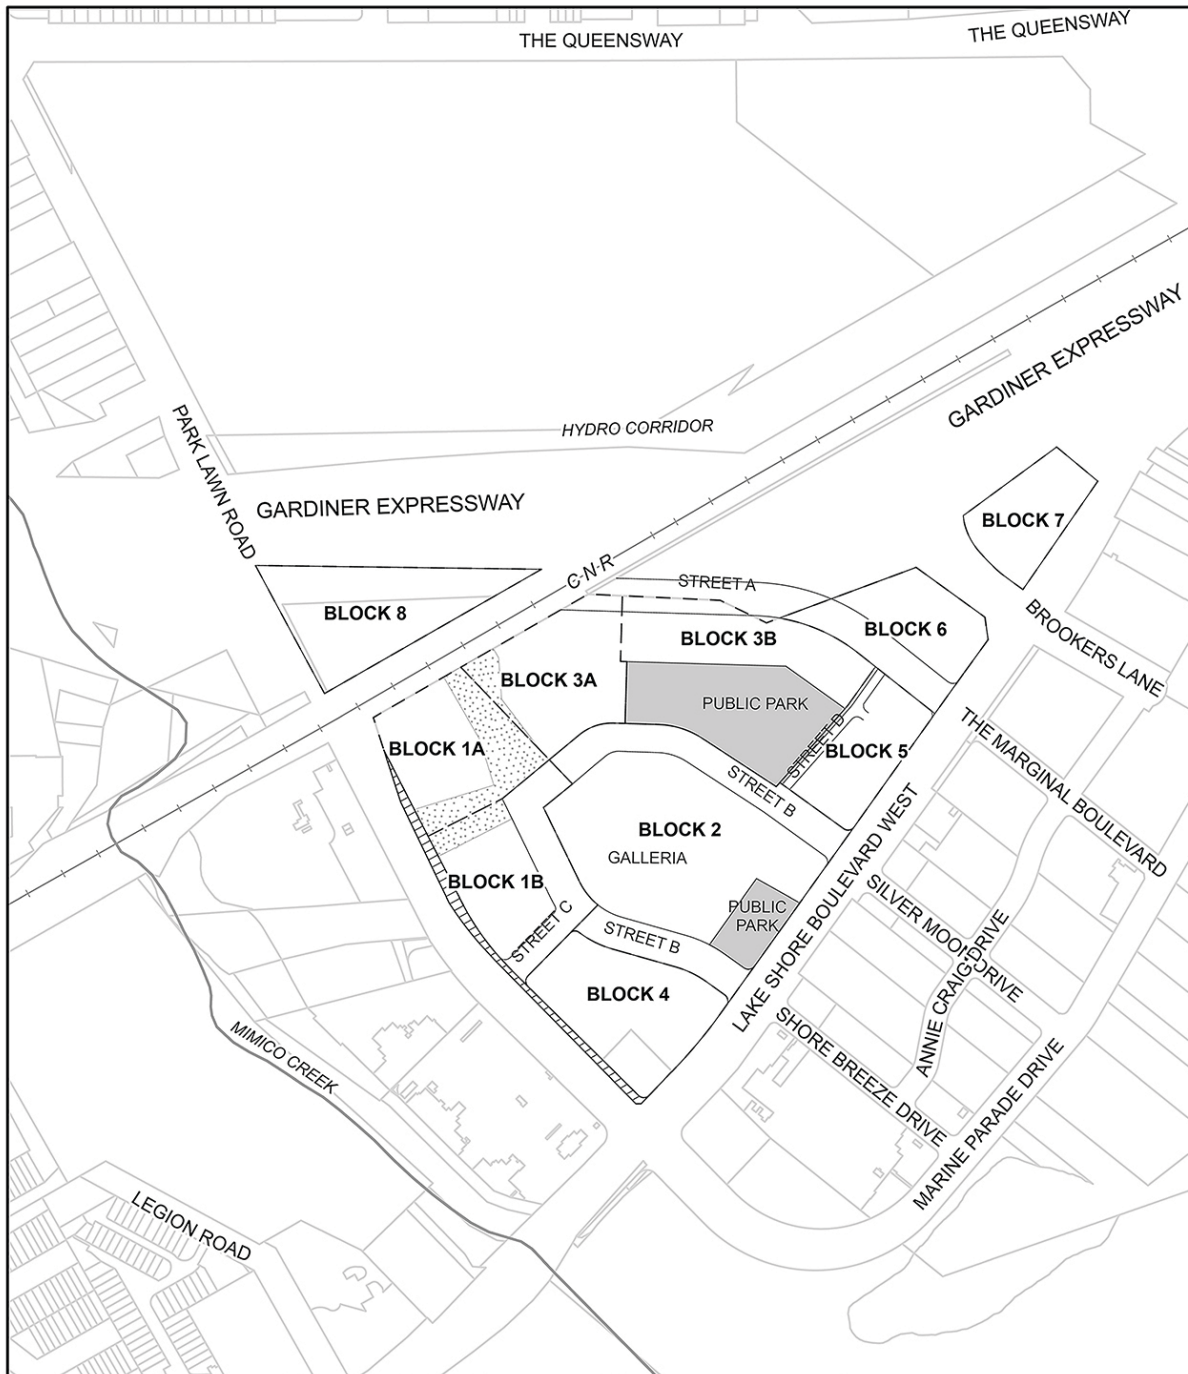 THE QUEENSWAY
THE QUEENSWAY
GARDINER EXPRESSWAY
PARK LAWN ROAD
HYDRO CORRIDOR
GARDINER EXPRESSWAY
C-N-R
BLOCK 7
STREET A
BLOCK 8
BLOCK 3B
BLOCK 6
BROOKERS LANE
BLOCK 3A
PUBLIC PARK
STREET D
BLOCK 1A
BLOCK 5
THE MARGINAL BOULEVARD
STREET B
BLOCK 2
GALLERIA
LAKE SHORE BOULEVARD WEST
BLOCK 1B
PUBLIC
PARK
SILVER MOON DRIVE
STREET C
STREET B
ANNIE CRAIG DRIVE
BLOCK 4
SHORE BREEZE DRIVE
MIMICO CREEK
MARINE PARADE DRIVE
LEGION ROAD